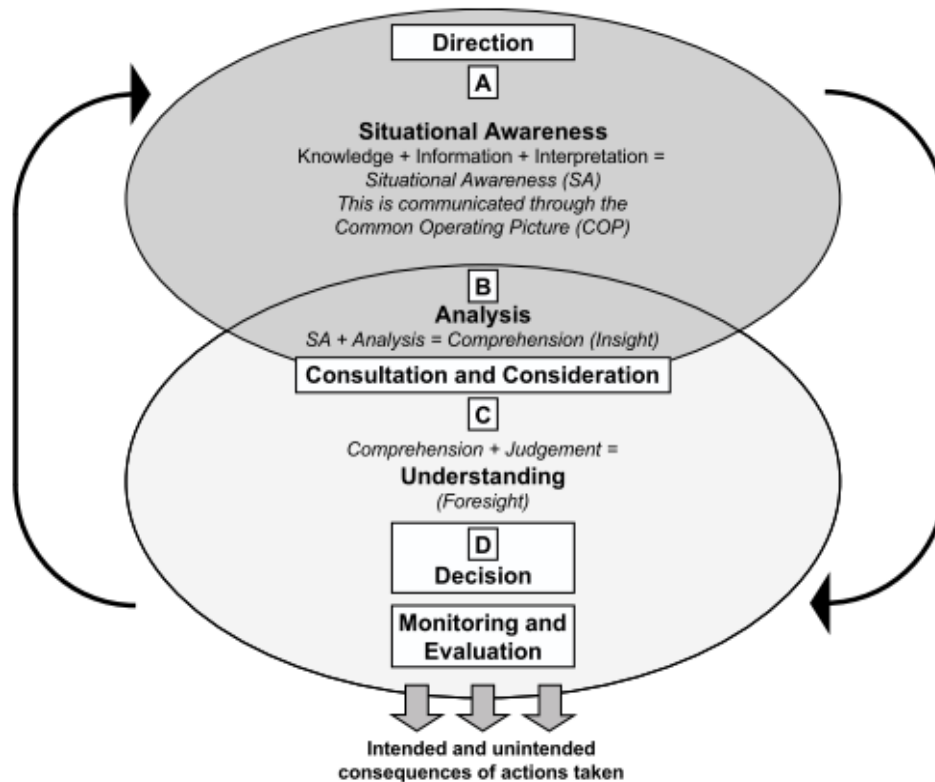 Direction
A
Situational Awareness
Knowledge + Information + Interpretation =
Situational Awareness (SA)
This is communicated through the
Common Operating Picture (COP)
B
Analysis
SA + Analysis = Comprehension (Insight)
Consultation and Consideration
C
Comprehension + Judgement =
Understanding
(Foresight)
D
Decision
Monitoring and
Evaluation
Intended and unintended
consequences of actions taken